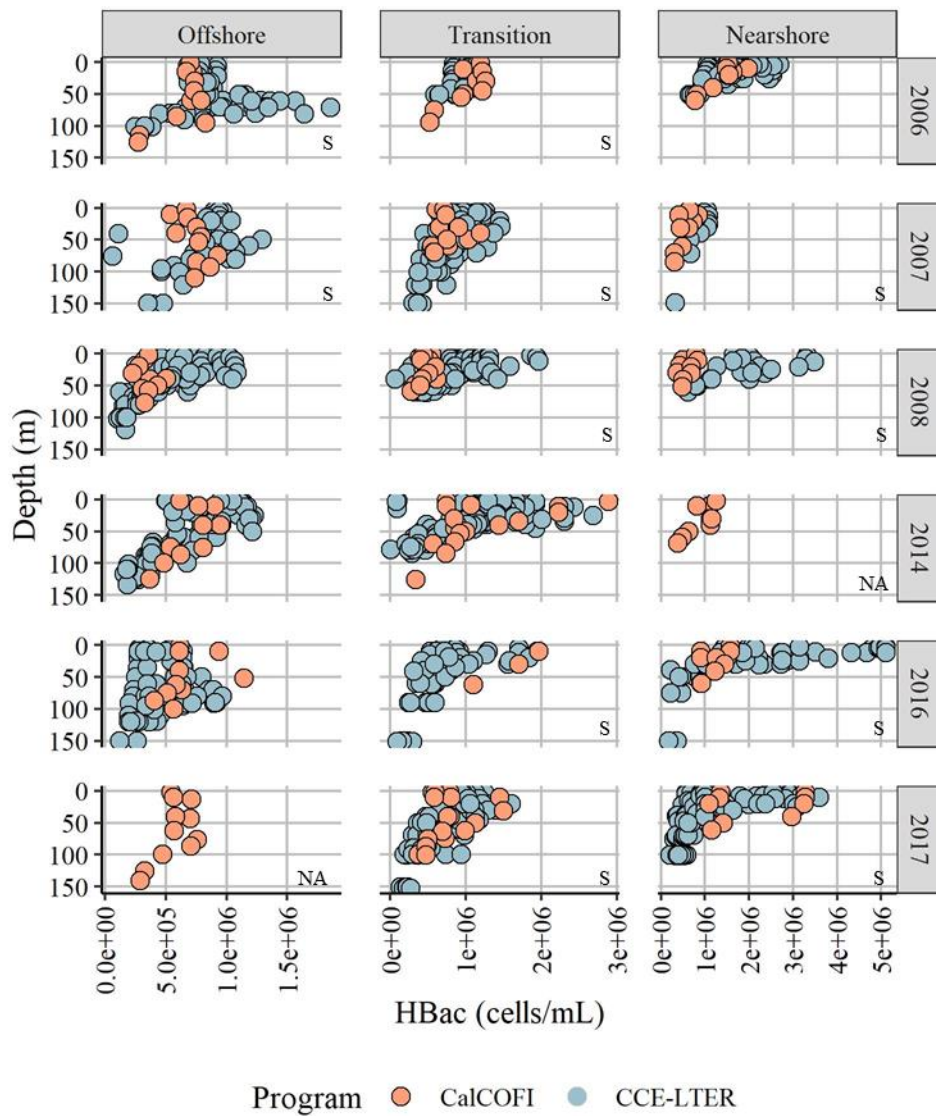 Offshore Transition Nearshore
0
50
100
150
S S S
2006
0
50
100
150
S S
2007
0
50
100
150
S S
2008
0
50
100
150
NA
2014
0
50
100
150
S S
2016
0
50
100
150
NA S S
2017
Depth (m)
0.0e+00 5.0e+05 1.0e+06 1.5e+06 0e+00 1e+06 2e+06 3e+06 0e+00 1e+06 2e+06 3e+06 4e+06 5e+06
HBac (cells/mL)
Program CalCOFI CCE-LTER